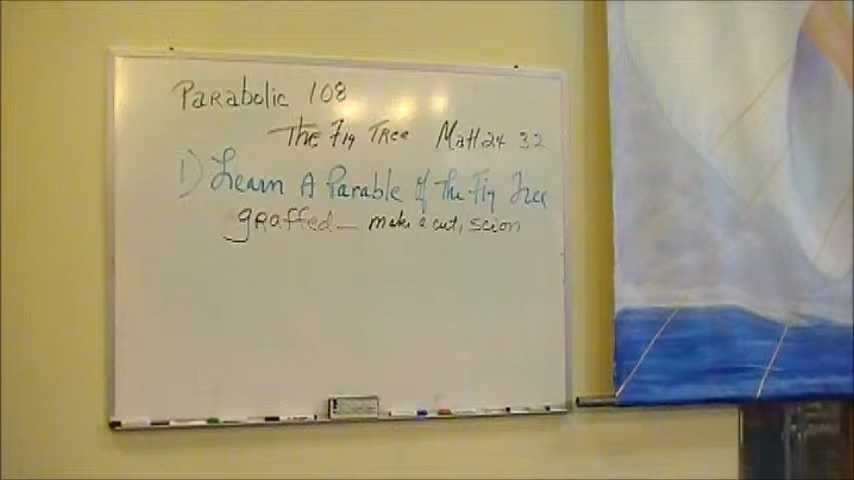 Parabolic 108
The Fig Tree Matt 24 32
1) Learn A Parable of The Fig Tree
graffed — make a cut, scion